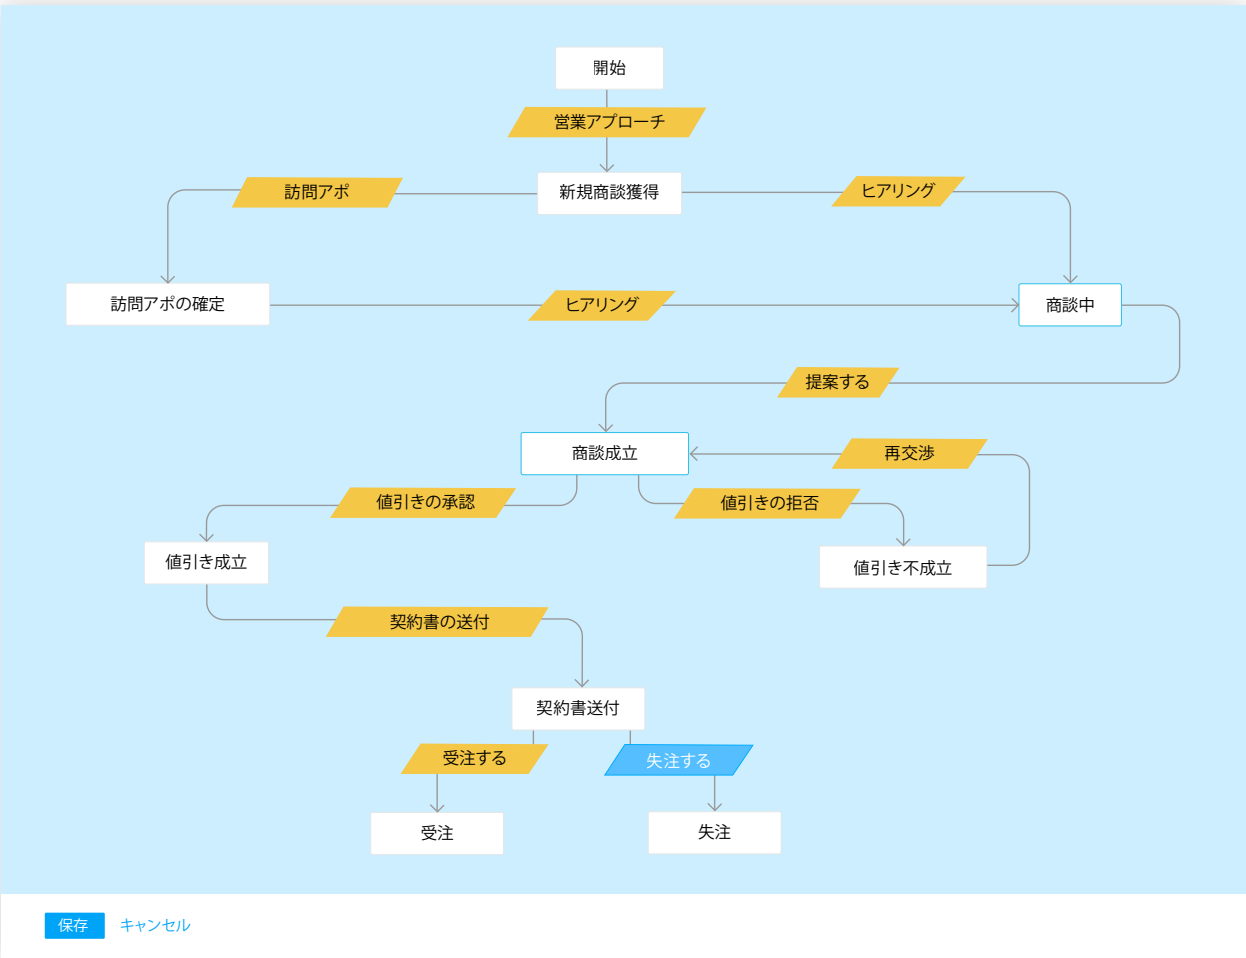 開始
営業アプローチ
訪問アポ
新規商談獲得
ヒアリング
訪問アポの確定
ヒアリング
商談中
提案する
商談成立
再交渉
値引きの承認
値引きの拒否
値引き成立
値引き不成立
契約書の送付
契約書送付
受注する
失注する
受注
失注
保存
キャンセル